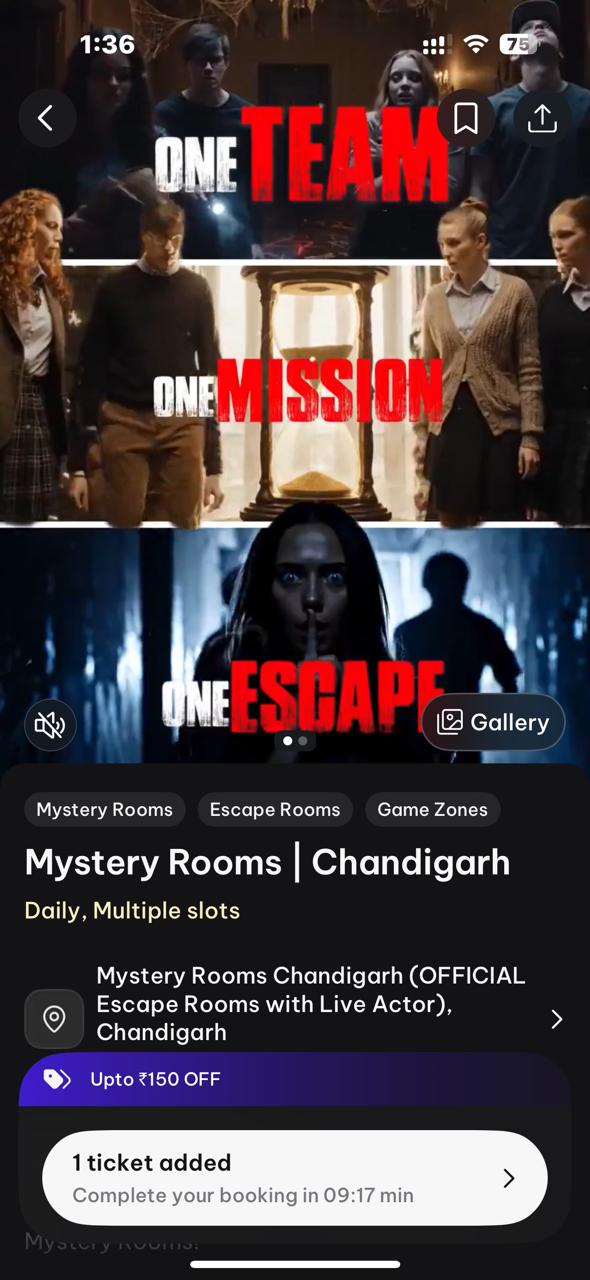 1:36
75
ONE TEAM
ONE MISSION
ONE ESCAPE
Gallery
Mystery Rooms
Escape Rooms
Game Zones
Mystery Rooms | Chandigarh
Daily, Multiple slots
Mystery Rooms Chandigarh (OFFICIAL
Escape Rooms with Live Actor),
Chandigarh
Upto ₹150 OFF
1 ticket added
Complete your booking in 09:17 min
Mystery Rooms!